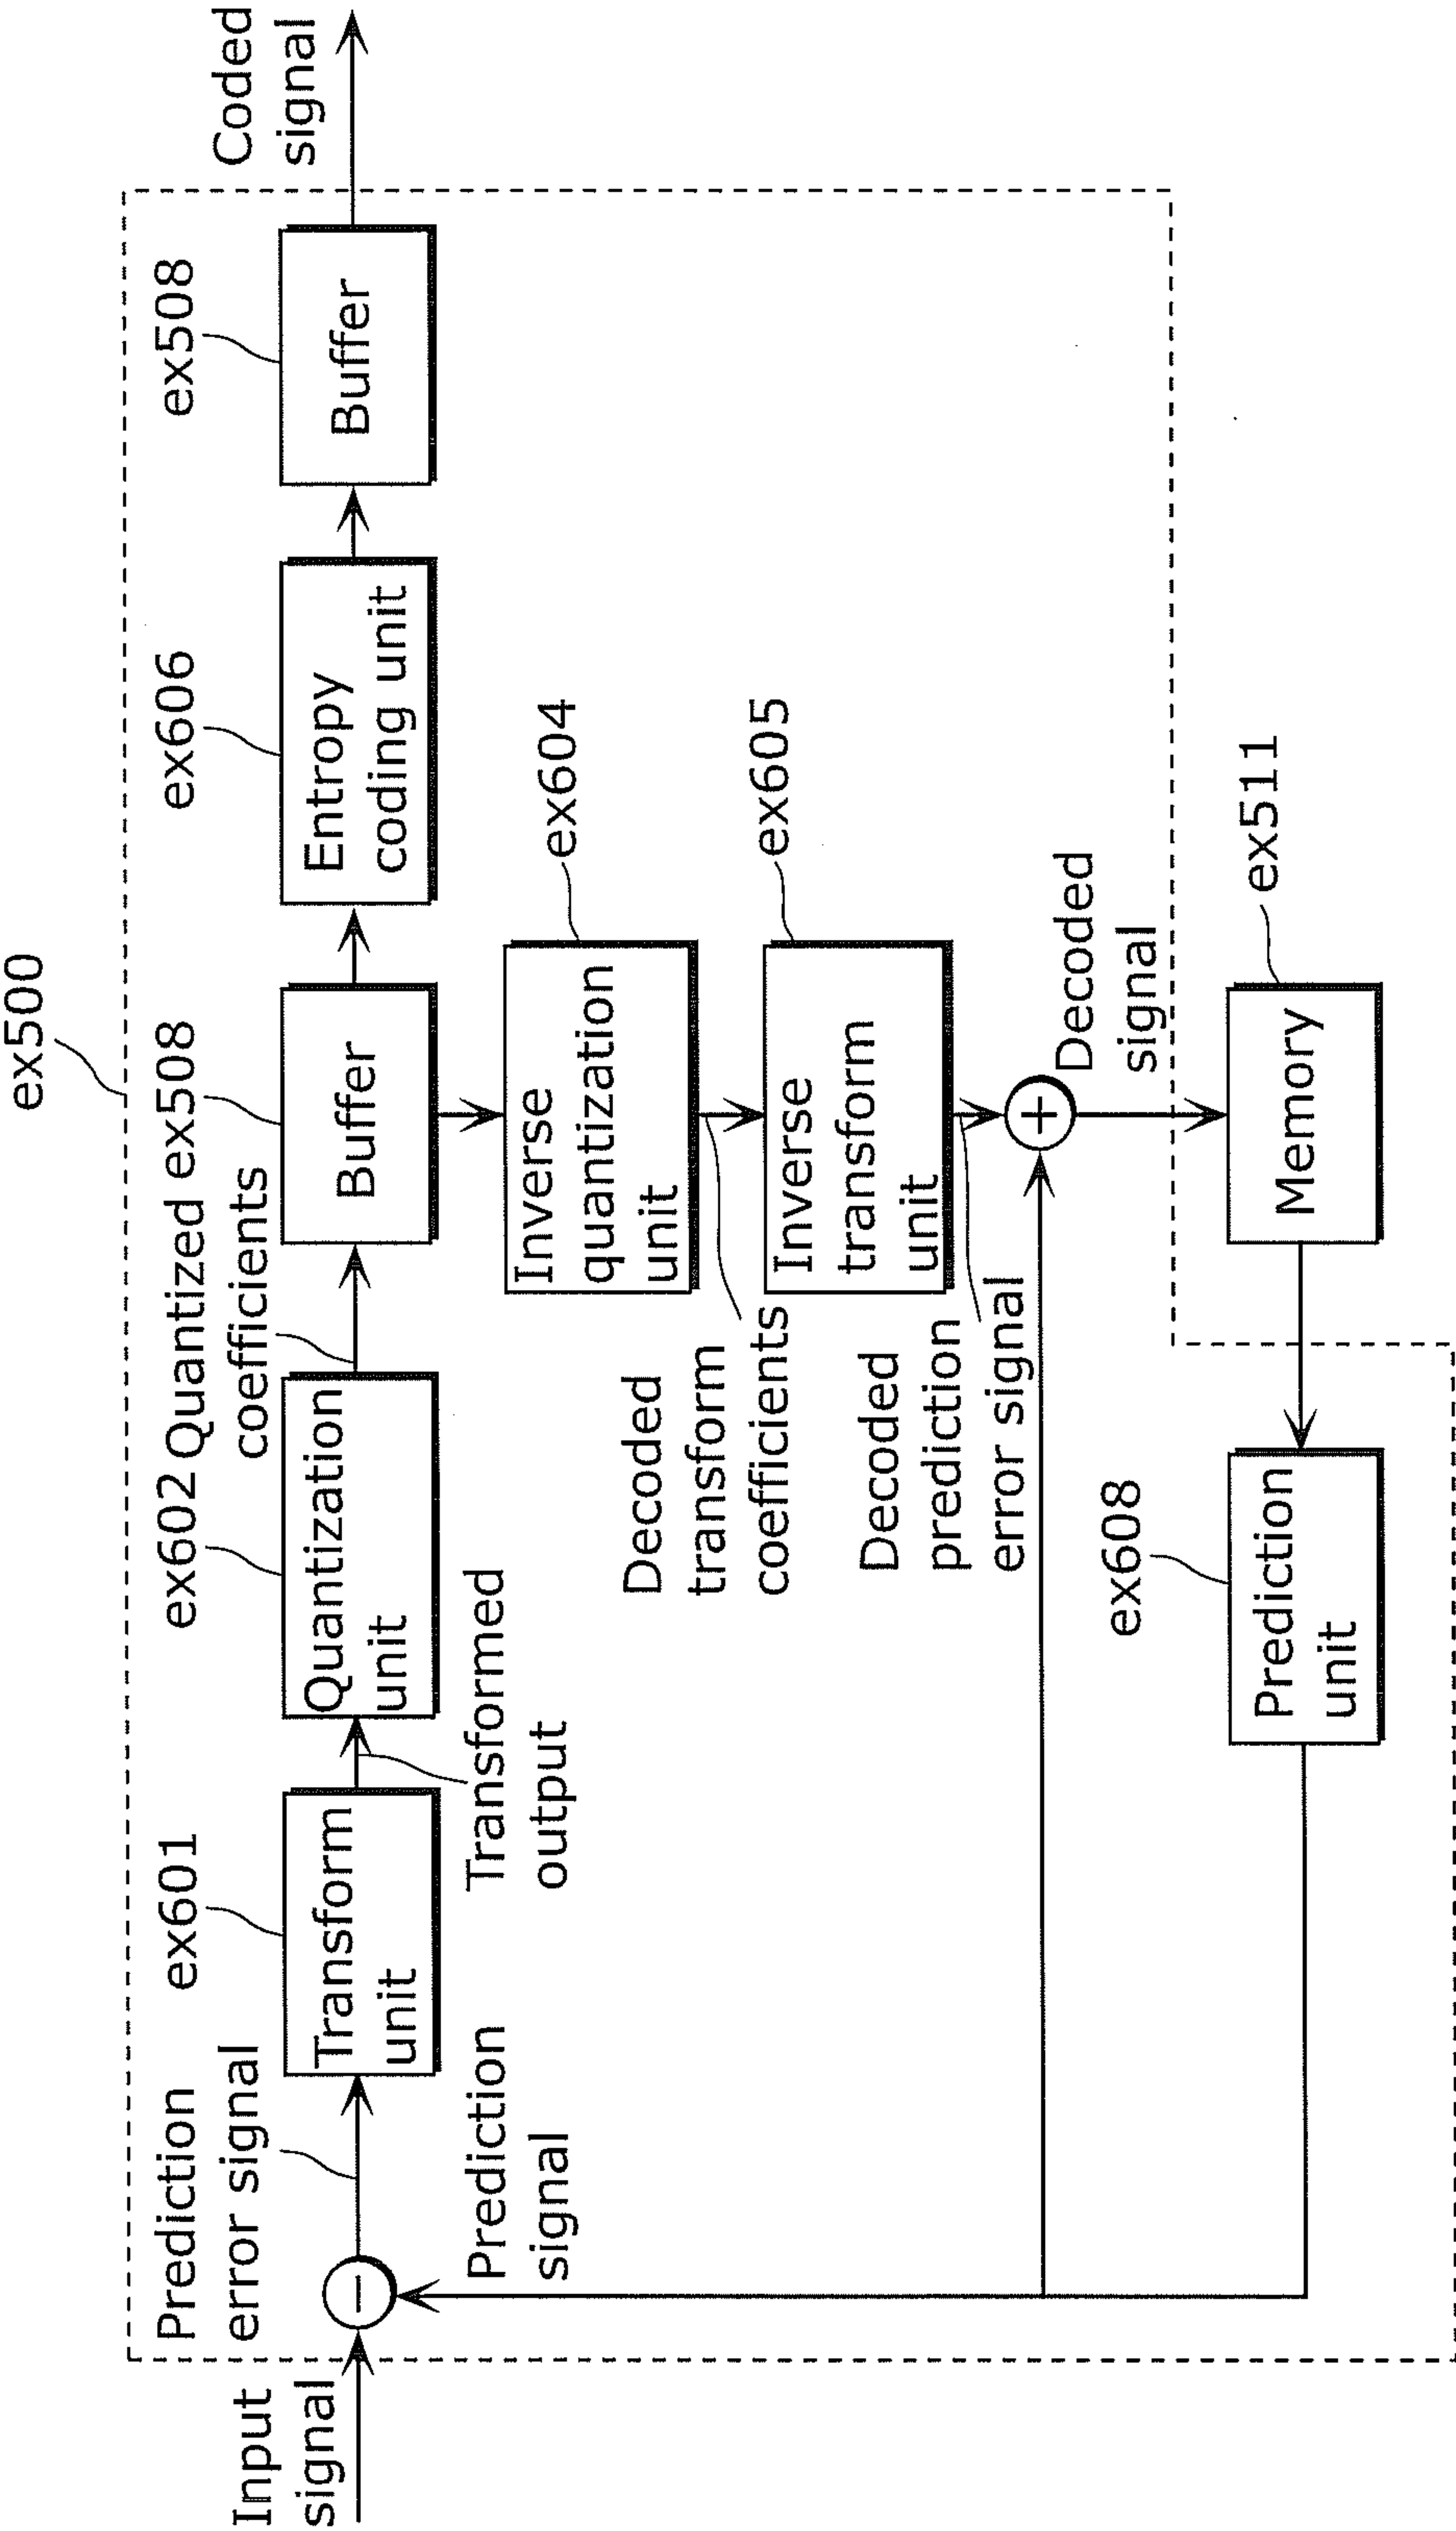 ex500
Input
signal
Prediction
error signal
ex601
Transform
unit
Transformed
output
ex602
Quantization
unit
Quantized
coefficients
ex508
Buffer
ex606
Entropy
coding unit
ex508
Buffer
Coded
signal
Prediction
signal
−
Inverse
quantization
unit
ex604
Decoded
transform
coefficients
Inverse
transform
unit
ex605
Decoded
prediction
error signal
+
Decoded
signal
ex608
Prediction
unit
Memory
ex511